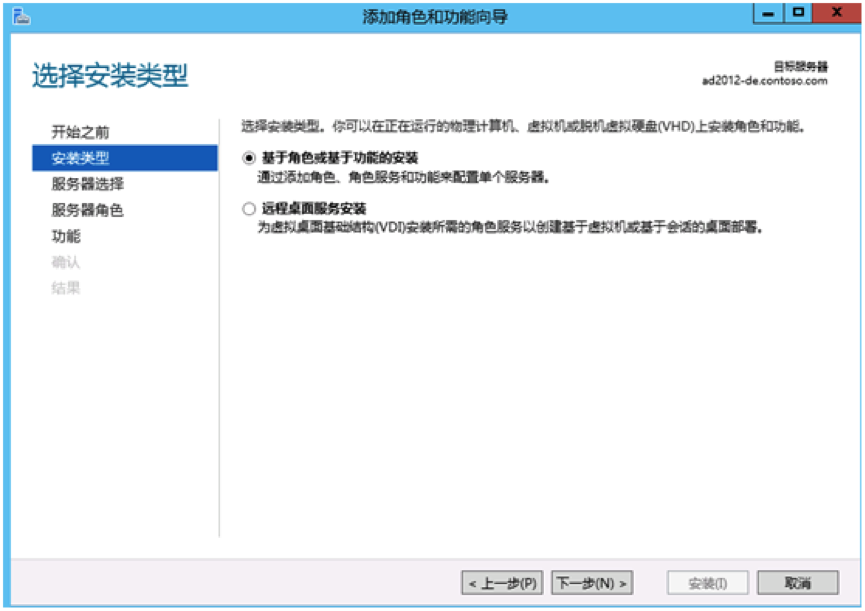 添加角色和功能向导
选择安装类型
目标服务器
ad2012-de.contoso.com
开始之前
安装类型
服务器选择
服务器角色
功能
确认
结果
选择安装类型。你可以在正在运行的物理计算机、虚拟机或脱机虚拟硬盘(VHD)上安装角色和功能。
基于角色或基于功能的安装
通过添加角色、角色服务和功能来配置单个服务器。
远程桌面服务安装
为虚拟桌面基础结构(VDI)安装所需的角色服务以创建基于虚拟机或基于会话的桌面部署。
< 上一步(P) 下一步(N) > 安装(I) 取消